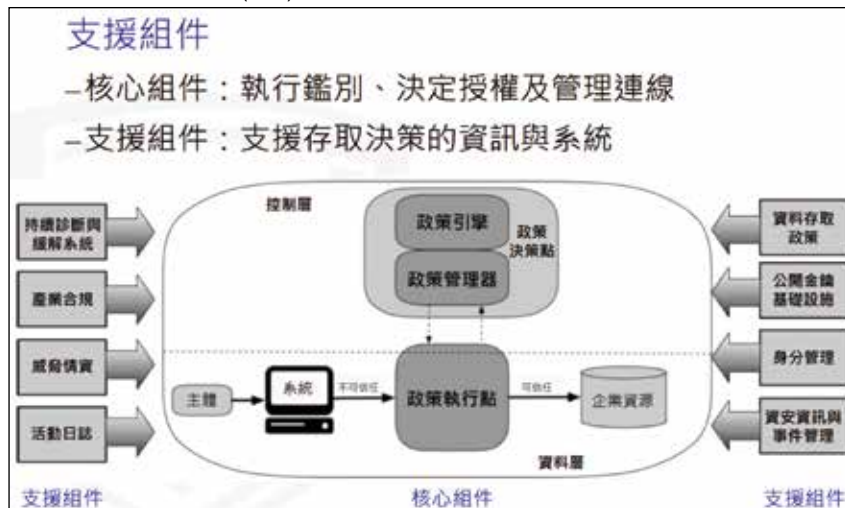 支援組件
–核心組件：執行鑑別、決定授權及管理連線
–支援組件：支援存取決策的資訊與系統
控制層
政策引擎
政策
決策點
政策管理器
持續診斷與
緩解系統
產業合規
威脅情資
活動日誌
主體
系統
不可信任
政策執行點
可信任
企業資源
資料層
資料存取
政策
公開金鑰
基礎設施
身分管理
資安資訊與
事件管理
支援組件
核心組件
支援組件